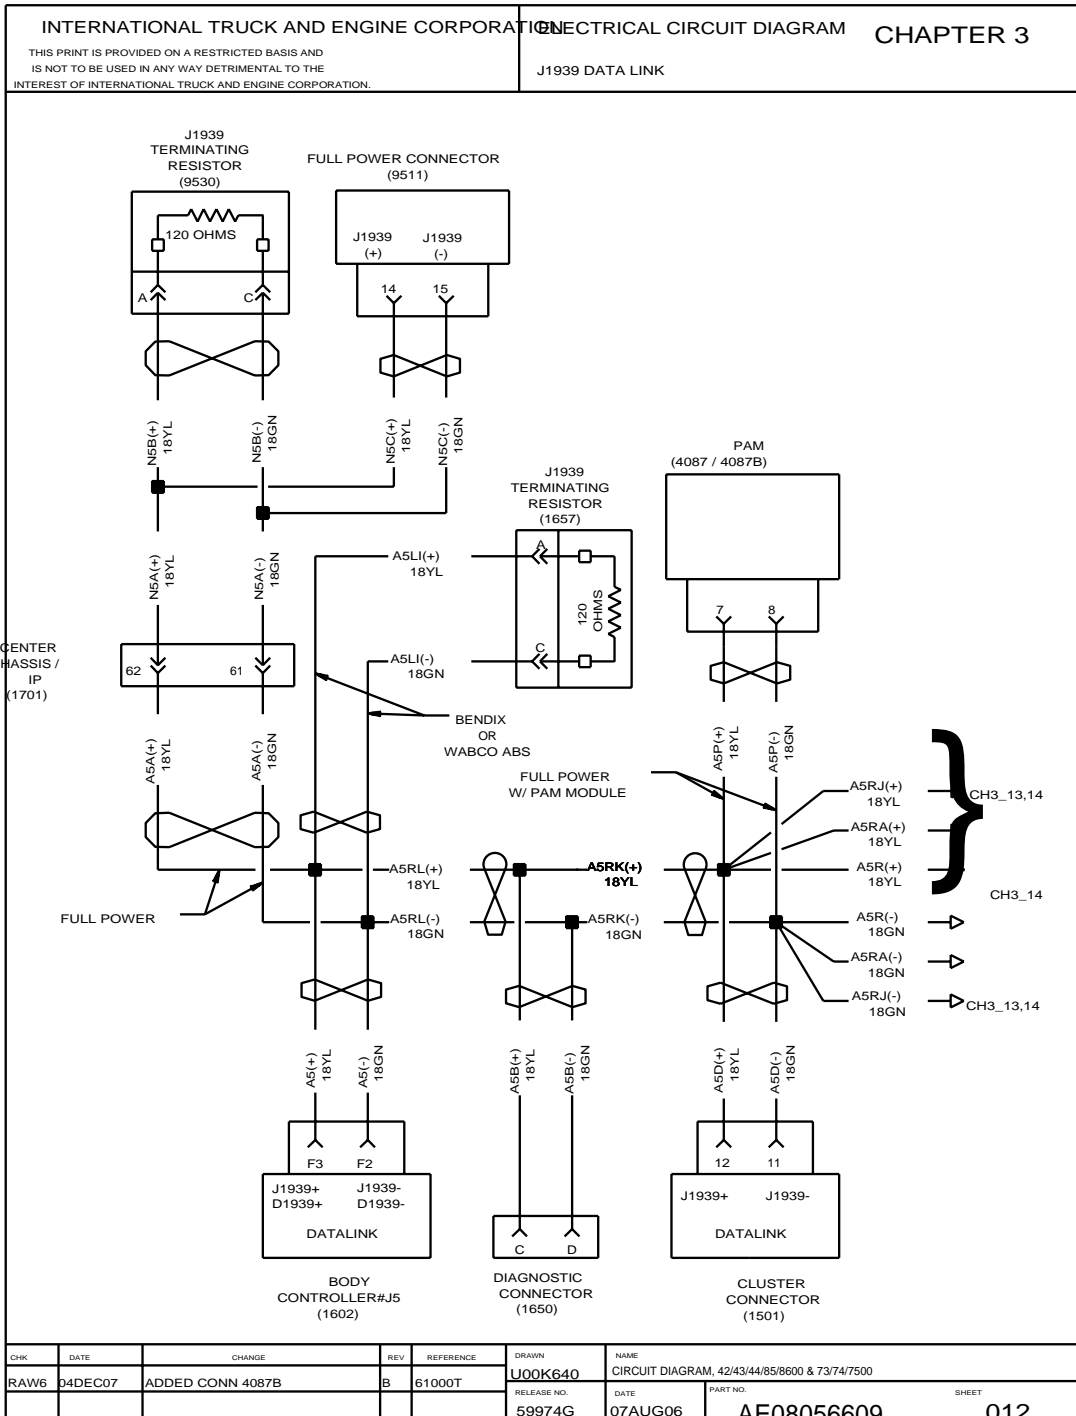 INTERNATIONAL TRUCK AND ENGINE CORPORATION
ELECTRICAL CIRCUIT DIAGRAM
CHAPTER 3
THIS PRINT IS PROVIDED ON A RESTRICTED BASIS AND
IS NOT TO BE USED IN ANY WAY DETRIMENTAL TO THE
INTEREST OF INTERNATIONAL TRUCK AND ENGINE CORPORATION.
J1939 DATA LINK
J1939
TERMINATING
RESISTOR
(9530)
120 OHMS
A
C
FULL POWER CONNECTOR
(9511)
J1939
(+)
J1939
(-)
14
15
N5B(+)
18YL
N5B(-)
18GN
N5C(+)
18YL
N5C(-)
18GN
J1939
TERMINATING
RESISTOR
(1657)
A
C
120
OHMS
PAM
(4087 / 4087B)
7
8
N5A(+)
18YL
N5A(-)
18GN
A5LI(+)
18YL
A5LI(-)
18GN
CENTER
HASSIS /
IP
(1701)
62
61
A5A(+)
18YL
A5A(-)
18GN
BENDIX
OR
WABCO ABS
FULL POWER
W/ PAM MODULE
A5P(+)
18YL
A5P(-)
18GN
A5RJ(+)
18YL
CH3_13,14
A5RA(+)
18YL
A5RL(+)
18YL
A5RK(+)
18YL
A5R(+)
18YL
CH3_14
FULL POWER
A5RL(-)
18GN
A5RK(-)
18GN
A5R(-)
18GN
A5RA(-)
18GN
A5RJ(-)
18GN
CH3_13,14
A5(+)
18YL
A5(-)
18GN
A5B(+)
18YL
A5B(-)
18GN
A5D(+)
18YL
A5D(-)
18GN
F3
F2
J1939+
J1939-
D1939+
D1939-
DATALINK
BODY
CONTROLLER#J5
(1602)
C
D
DIAGNOSTIC
CONNECTOR
(1650)
12
11
J1939+
J1939-
DATALINK
CLUSTER
CONNECTOR
(1501)
CHK
DATE
CHANGE
REV
REFERENCE
RAW6
04DEC07
ADDED CONN 4087B
B
61000T
DRAWN
U00K640
NAME
CIRCUIT DIAGRAM, 42/43/44/85/8600 & 73/74/7500
RELEASE NO.
59974G
DATE
07AUG06
PART NO.
AE08056609
SHEET
012